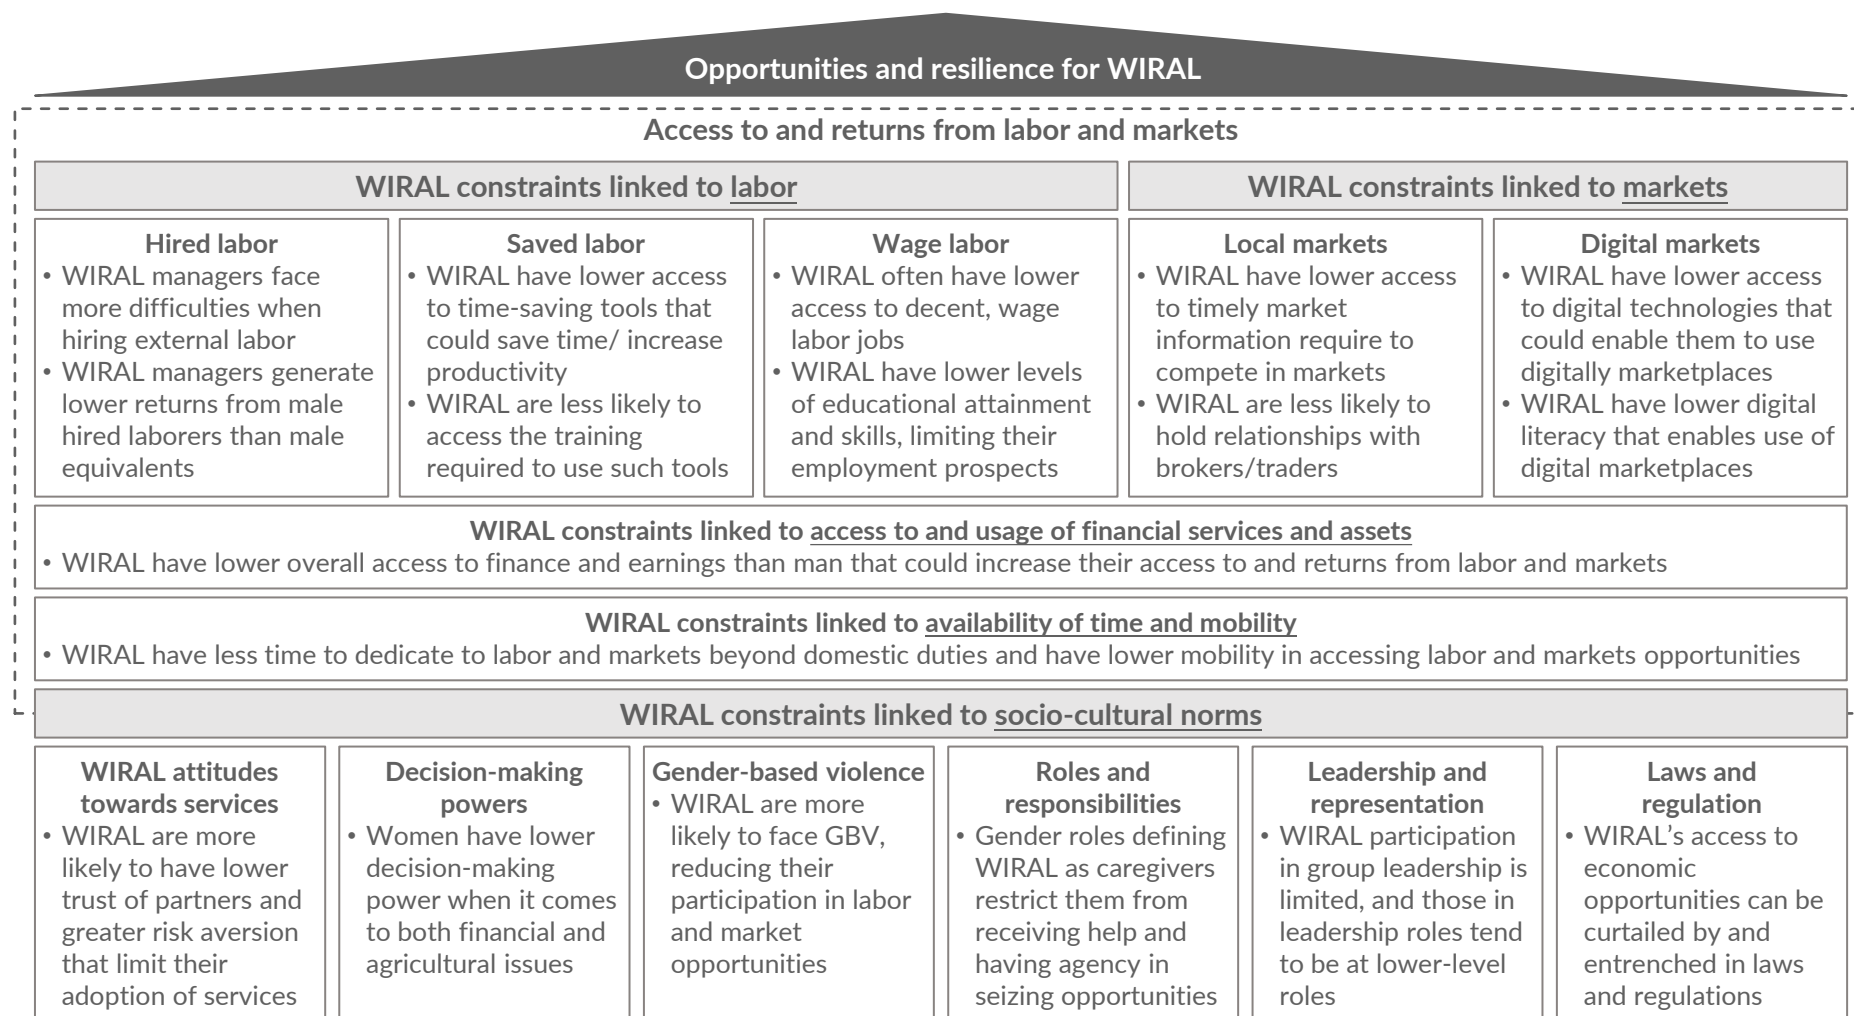 Opportunities and resilience for WIRAL
Access to and returns from labor and markets
WIRAL constraints linked to labor
WIRAL constraints linked to markets
Hired labor
• WIRAL managers face
more difficulties when
hiring external labor
• WIRAL managers generate
lower returns from male
hired laborers than male
equivalents
Saved labor
• WIRAL have lower access
to time-saving tools that
could save time/ increase
productivity
• WIRAL are less likely to
access the training
required to use such tools
Wage labor
• WIRAL often have lower
access to decent, wage
labor jobs
• WIRAL have lower levels
of educational attainment
and skills, limiting their
employment prospects
Local markets
• WIRAL have lower access
to timely market
information require to
compete in markets
• WIRAL are less likely to
hold relationships with
brokers/traders
Digital markets
• WIRAL have lower access
to digital technologies that
could enable them to use
digitally marketplaces
• WIRAL have lower digital
literacy that enables use of
digital marketplaces
WIRAL constraints linked to access to and usage of financial services and assets
• WIRAL have lower overall access to finance and earnings than man that could increase their access to and returns from labor and markets
WIRAL constraints linked to availability of time and mobility
• WIRAL have less time to dedicate to labor and markets beyond domestic duties and have lower mobility in accessing labor and markets opportunities
WIRAL constraints linked to socio-cultural norms
WIRAL attitudes
towards services
• WIRAL are more
likely to have lower
trust of partners and
greater risk aversion
that limit their
adoption of services
Decision-making
powers
• Women have lower
decision-making
power when it comes
to both financial and
agricultural issues
Gender-based violence
• WIRAL are more
likely to face GBV,
reducing their
participation in labor
and market
opportunities
Roles and
responsibilities
• Gender roles defining
WIRAL as caregivers
restrict them from
receiving help and
having agency in
seizing opportunities
Leadership and
representation
• WIRAL participation
in group leadership is
limited, and those in
leadership roles tend
to be at lower-level
roles
Laws and
regulation
• WIRAL’s access to
economic
opportunities can be
curtailed by and
entrenched in laws
and regulations